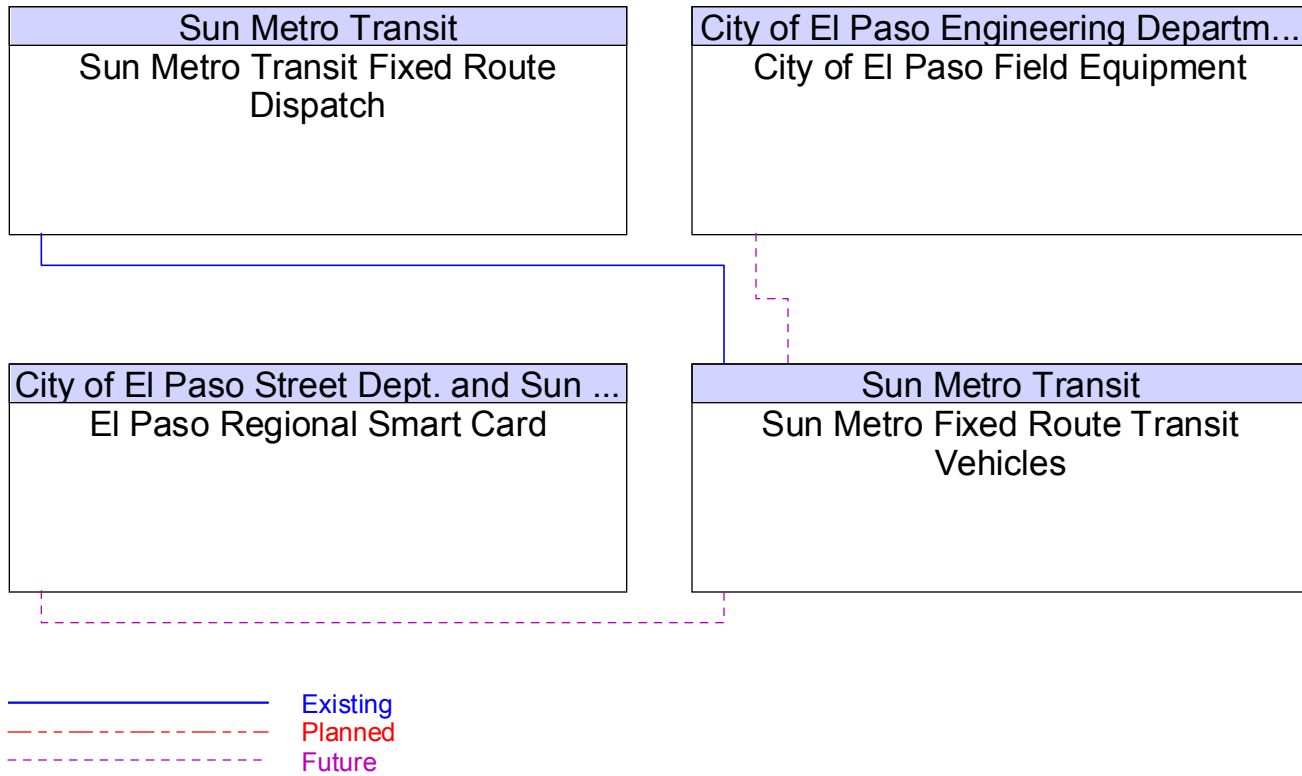 Sun Metro Transit
Sun Metro Transit Fixed Route
Dispatch
City of El Paso Engineering Departm...
City of El Paso Field Equipment
City of El Paso Street Dept. and Sun ...
El Paso Regional Smart Card
Sun Metro Transit
Sun Metro Fixed Route Transit
Vehicles
Existing
Planned
Future